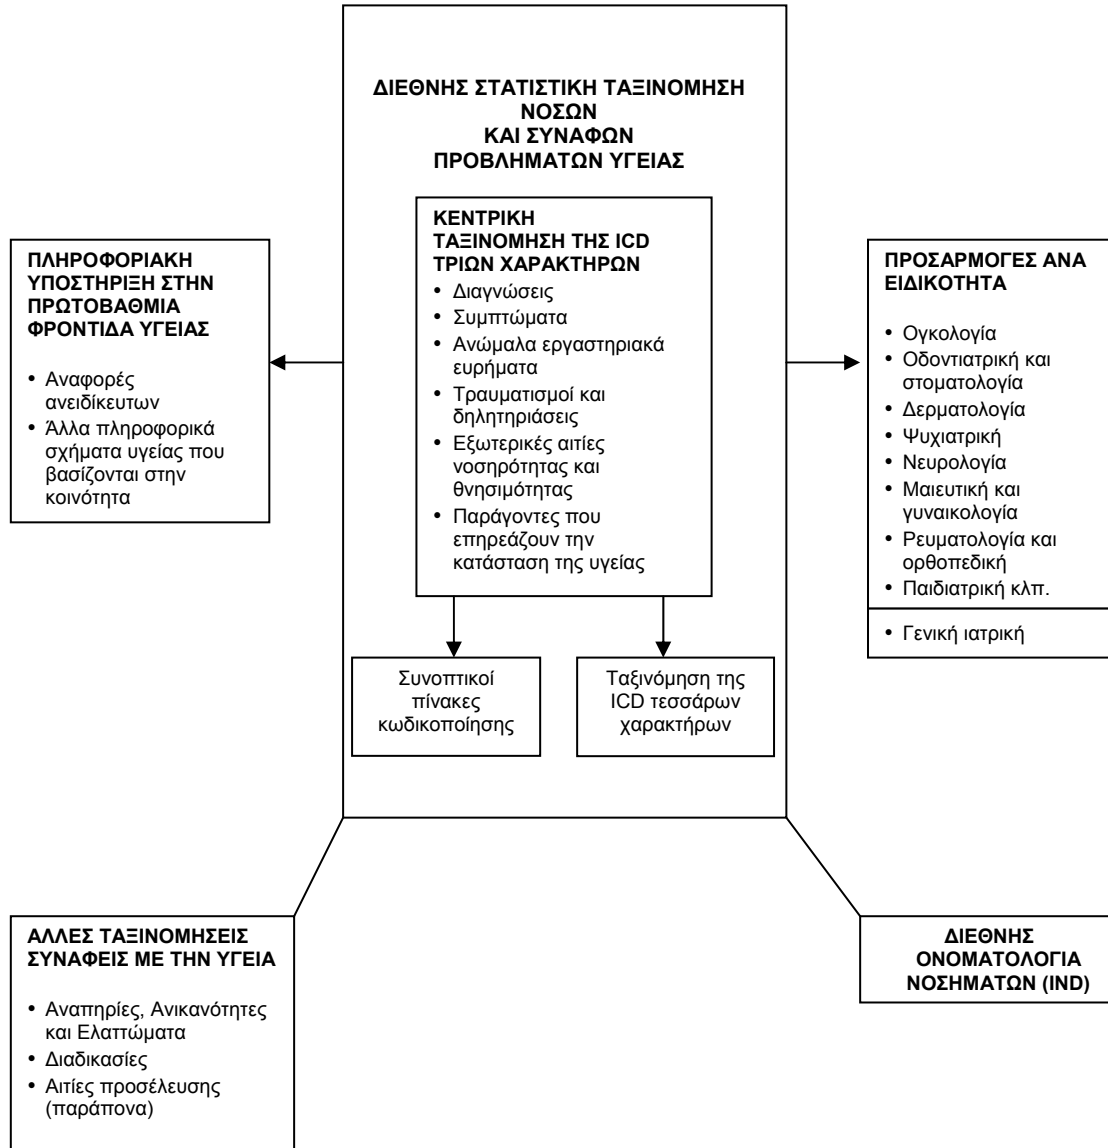 ΔΙΕΘΝΗΣ ΣΤΑΤΙΣΤΙΚΗ ΤΑΞΙΝΟΜΗΣΗ
ΝΟΣΩΝ
ΚΑΙ ΣΥΝΑΦΩΝ
ΠΡΟΒΛΗΜΑΤΩΝ ΥΓΕΙΑΣ
ΠΛΗΡΟΦΟΡΙΑΚΗ
ΥΠΟΣΤΗΡΙΞΗ ΣΤΗΝ
ΠΡΩΤΟΒΑΘΜΙΑ
ΦΡΟΝΤΙΔΑ ΥΓΕΙΑΣ
• Αναφορές
ανειδίκευτων
• Άλλα πληροφορικά
σχήματα υγείας που
βασίζονται στην
κοινότητα
ΚΕΝΤΡΙΚΗ
ΤΑΞΙΝΟΜΗΣΗ ΤΗΣ ICD
ΤΡΙΩΝ ΧΑΡΑΚΤΗΡΩΝ
• Διαγνώσεις
• Συμπτώματα
• Ανώμαλα εργαστηριακά
ευρήματα
• Τραυματισμοί και
δηλητηριάσεις
• Εξωτερικές αιτίες
νοσηρότητας και
θνησιμότητας
• Παράγοντες που
επηρεάζουν την
κατάσταση της υγείας
ΠΡΟΣΑΡΜΟΓΕΣ ΑΝΑ
ΕΙΔΙΚΟΤΗΤΑ
• Ογκολογία
• Οδοντιατρική και
στοματολογία
• Δερματολογία
• Ψυχιατρική
• Νευρολογία
• Μαιευτική και
γυναικολογία
• Ρευματολογία και
ορθοπεδική
• Παιδιατρική κλπ.
• Γενική ιατρική
Συνοπτικοί
πίνακες
κωδικοποίησης
Ταξινόμηση της
ICD τεσσάρων
χαρακτήρων
ΑΛΛΕΣ ΤΑΞΙΝΟΜΗΣΕΙΣ
ΣΥΝΑΦΕΙΣ ΜΕ ΤΗΝ ΥΓΕΙΑ
• Αναπηρίες, Ανικανότητες
και Ελαττώματα
• Διαδικασίες
• Αιτίες προσέλευσης
(παράπονα)
ΔΙΕΘΝΗΣ
ΟΝΟΜΑΤΟΛΟΓΙΑ
ΝΟΣΗΜΑΤΩΝ (IND)